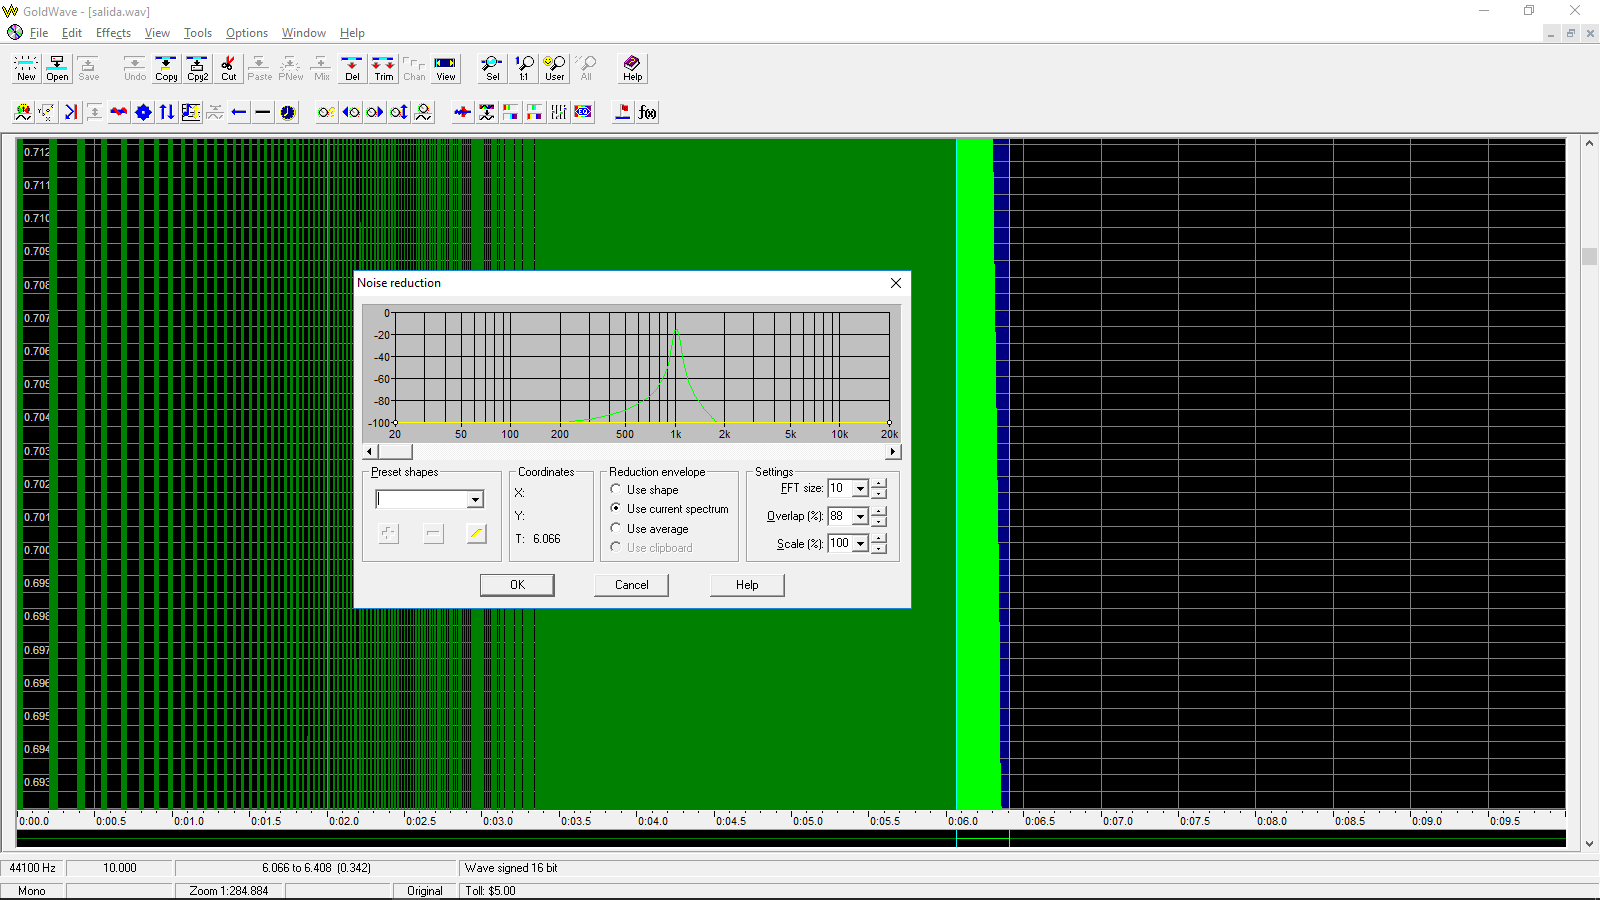 GoldWave - [salida.wav]
File Edit Effects View Tools Options Window Help
New Open Save Undo Copy Cpy2 Cut Paste PNew Mix Del Trim Chan View Sel 1:1 User All Help
1:1
f(x)
0.712
0.711
0.710
0.709
0.708
0.707
0.706
0.705
0.704
0.703
0.702
0.701
0.700
0.699
0.698
0.697
0.696
0.695
0.694
0.693
Noise reduction
0
-20
-40
-60
-80
-100
20 50 100 200 500 1k 2k 5k 10k 20k
Preset shapes
Coordinates
X:
Y:
T: 6.066
Reduction envelope
Use shape
Use current spectrum
Use average
Use clipboard
Settings
FFT size: 10
Overlap (%): 88
Scale (%): 100
OK Cancel Help
0:00.0 0:00.5 0:01.0 0:01.5 0:02.0 0:02.5 0:03.0 0:03.5 0:04.0 0:04.5 0:05.0 0:05.5 0:06.0 0:06.5 0:07.0 0:07.5 0:08.0 0:08.5 0:09.0 0:09.5
44100 Hz 10.000 6.066 to 6.408 (0.342) Wave signed 16 bit
Mono Zoom 1:284.884 Original Toll: $5.00